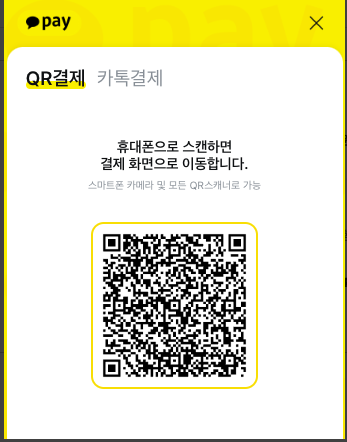 pay
QR결제 카톡결제
휴대폰으로 스캔하면
결제 화면으로 이동합니다.
스마트폰 카메라 및 모든 QR스캐너로 가능